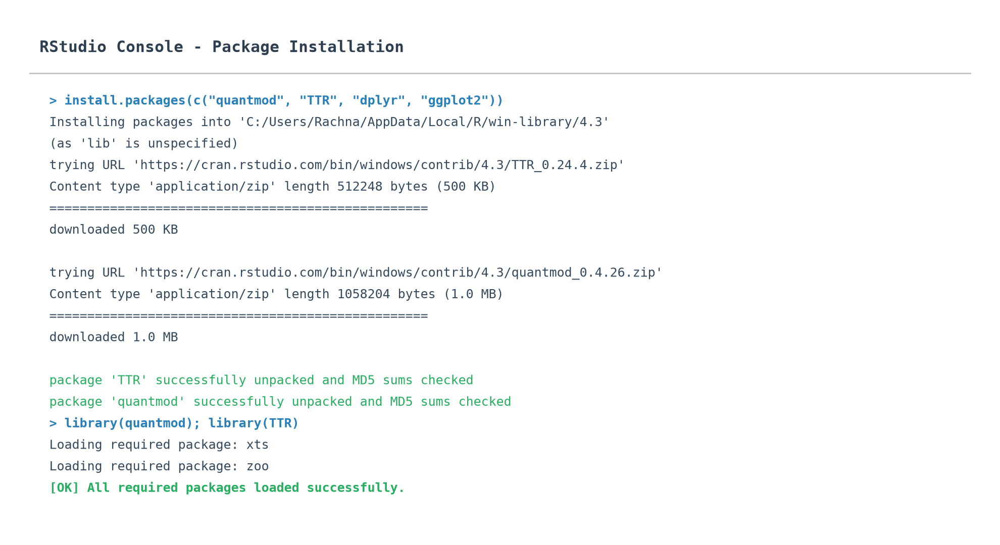 RStudio Console - Package Installation
> install.packages(c("quantmod", "TTR", "dplyr", "ggplot2"))
Installing packages into 'C:/Users/Rachna/AppData/Local/R/win-library/4.3'
(as 'lib' is unspecified)
trying URL 'https://cran.rstudio.com/bin/windows/contrib/4.3/TTR_0.24.4.zip'
Content type 'application/zip' length 512248 bytes (500 KB)
==================================================
downloaded 500 KB
trying URL 'https://cran.rstudio.com/bin/windows/contrib/4.3/quantmod_0.4.26.zip'
Content type 'application/zip' length 1058204 bytes (1.0 MB)
==================================================
downloaded 1.0 MB
package 'TTR' successfully unpacked and MD5 sums checked
package 'quantmod' successfully unpacked and MD5 sums checked
> library(quantmod); library(TTR)
Loading required package: xts
Loading required package: zoo
[OK] All required packages loaded successfully.